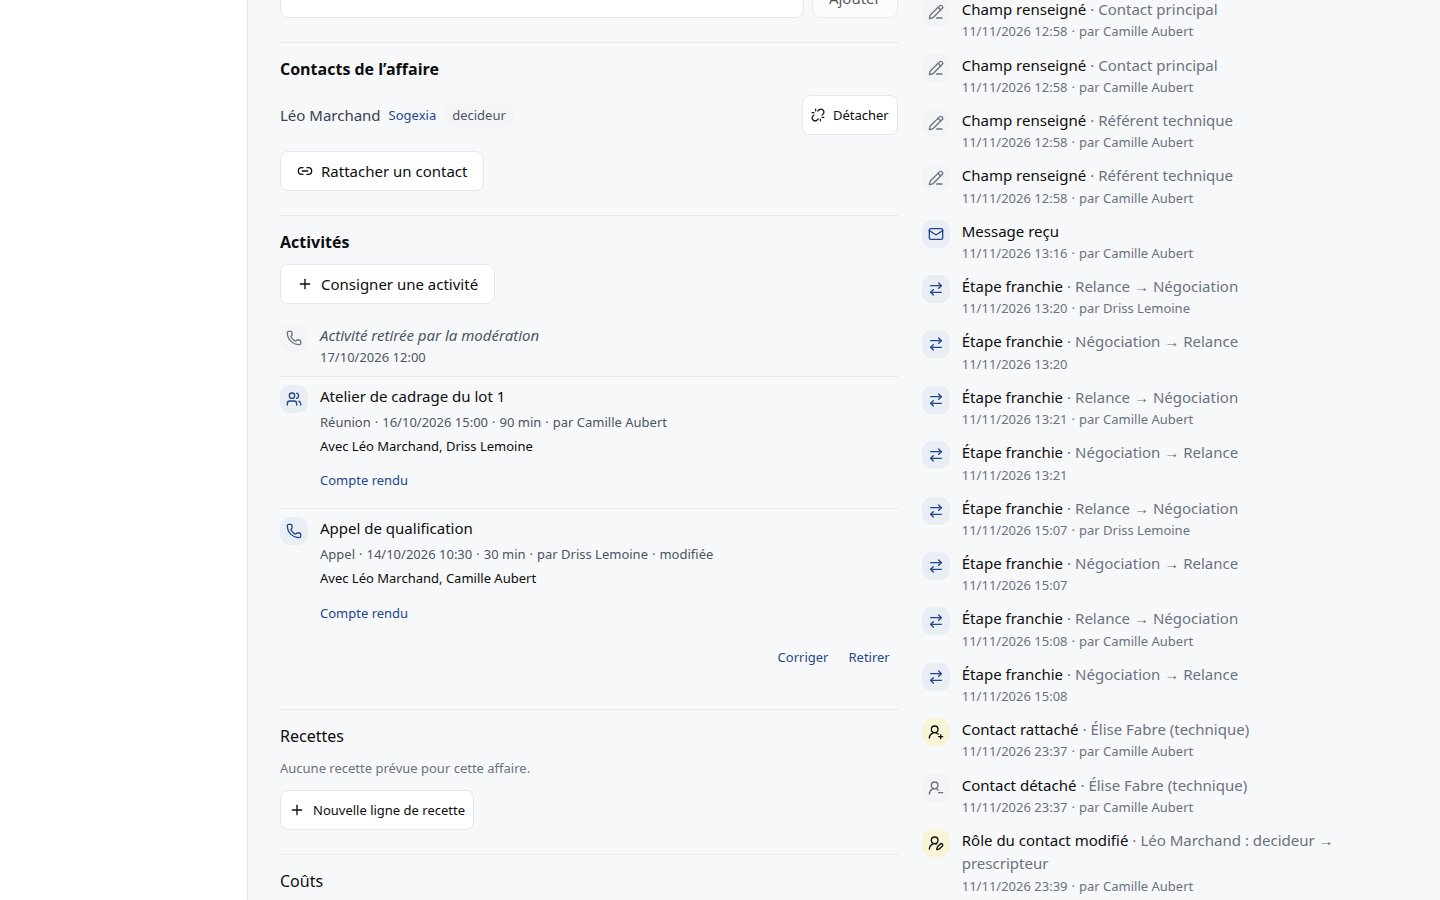 Ajouter
Contacts de l’affaire
Léo Marchand Sogexia decideur
Détacher
Rattacher un contact
Activités
Consigner une activité
Activité retirée par la modération
17/10/2026 12:00
Atelier de cadrage du lot 1
Réunion · 16/10/2026 15:00 · 90 min · par Camille Aubert
Avec Léo Marchand, Driss Lemoine
Compte rendu
Appel de qualification
Appel · 14/10/2026 10:30 · 30 min · par Driss Lemoine · modifiée
Avec Léo Marchand, Camille Aubert
Compte rendu
Corriger Retirer
Recettes
Aucune recette prévue pour cette affaire.
Nouvelle ligne de recette
Coûts
Champ renseigné · Contact principal
11/11/2026 12:58 · par Camille Aubert
Champ renseigné · Contact principal
11/11/2026 12:58 · par Camille Aubert
Champ renseigné · Référent technique
11/11/2026 12:58 · par Camille Aubert
Champ renseigné · Référent technique
11/11/2026 12:58 · par Camille Aubert
Message reçu
11/11/2026 13:16 · par Camille Aubert
Étape franchie · Relance → Négociation
11/11/2026 13:20 · par Driss Lemoine
Étape franchie · Négociation → Relance
11/11/2026 13:20
Étape franchie · Relance → Négociation
11/11/2026 13:21 · par Camille Aubert
Étape franchie · Négociation → Relance
11/11/2026 13:21
Étape franchie · Relance → Négociation
11/11/2026 15:07 · par Driss Lemoine
Étape franchie · Négociation → Relance
11/11/2026 15:07
Étape franchie · Relance → Négociation
11/11/2026 15:08 · par Camille Aubert
Étape franchie · Négociation → Relance
11/11/2026 15:08
Contact rattaché · Élise Fabre (technique)
11/11/2026 23:37 · par Camille Aubert
Contact détaché · Élise Fabre (technique)
11/11/2026 23:37 · par Camille Aubert
Rôle du contact modifié · Léo Marchand : decideur →
prescripteur
11/11/2026 23:39 · par Camille Aubert